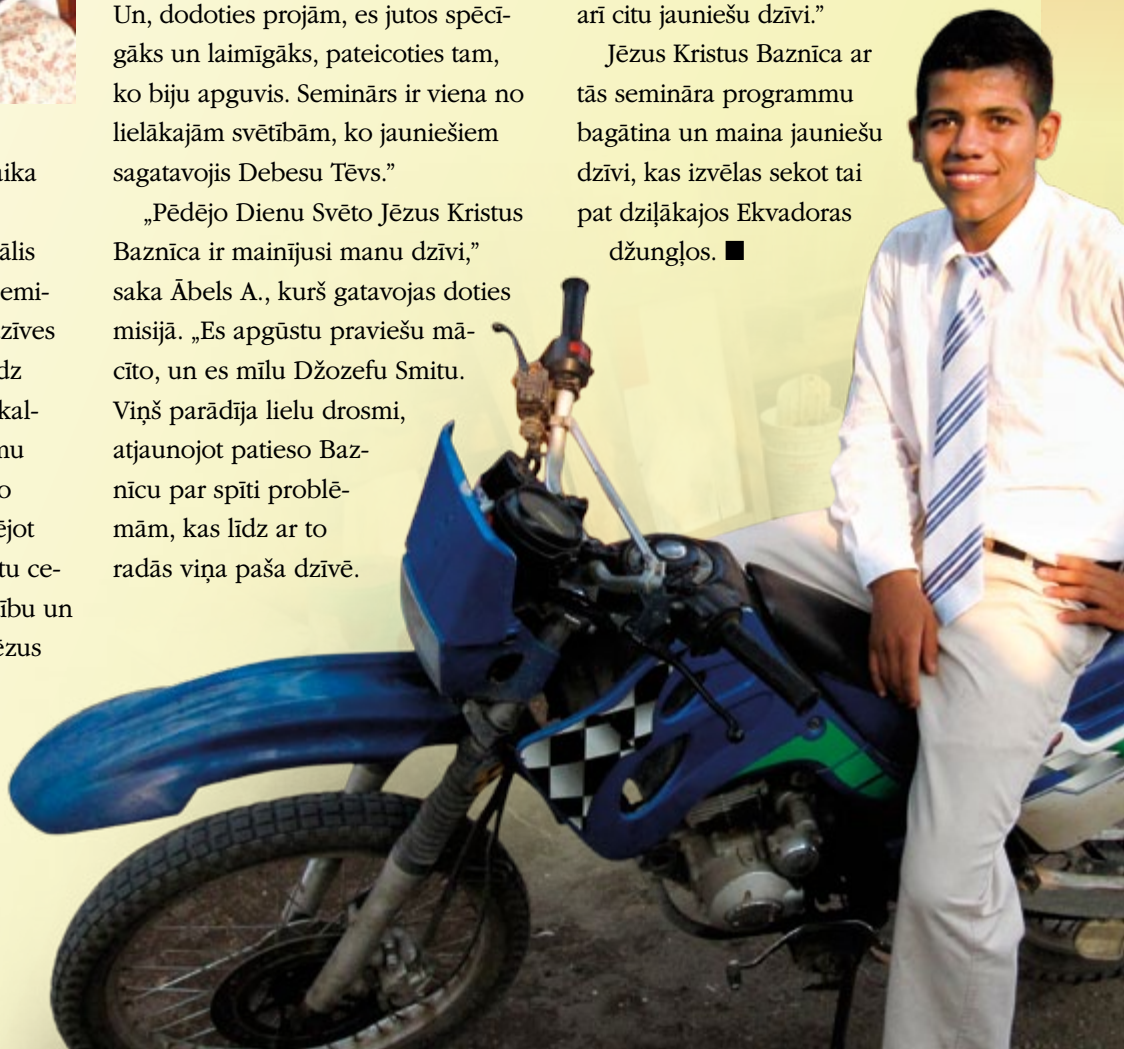 aika
ālis
emi-
zīves
dz
kal-
mu
o
ējot
tu ce-
ību un
ēzus
Un, dodoties projām, es jutos spēcī-
gāks un laimīgāks, pateicoties tam,
ko biju apguvis. Seminārs ir viena no
lielākajām svētībām, ko jauniešiem
sagatavojis Debesu Tēvs.”
„Pēdējo Dienu Svēto Jēzus Kristus
Baznīca ir mainījusi manu dzīvi,”
saka Ābels A., kurš gatavojas doties
misijā. „Es apgūstu praviešu mā-
cīto, un es mīlu Džozefu Smitu.
Viņš parādīja lielu drosmi,
atjaunojot patieso Baz-
nīcu par spīti problē-
mām, kas līdz ar to
radās viņa paša dzīvē.
arī citu jauniešu dzīvi.”
Jēzus Kristus Baznīca ar
tās semināra programmu
bagātina un maina jauniešu
dzīvi, kas izvēlas sekot tai
pat dziļākajos Ekvadoras
džungļos. ■